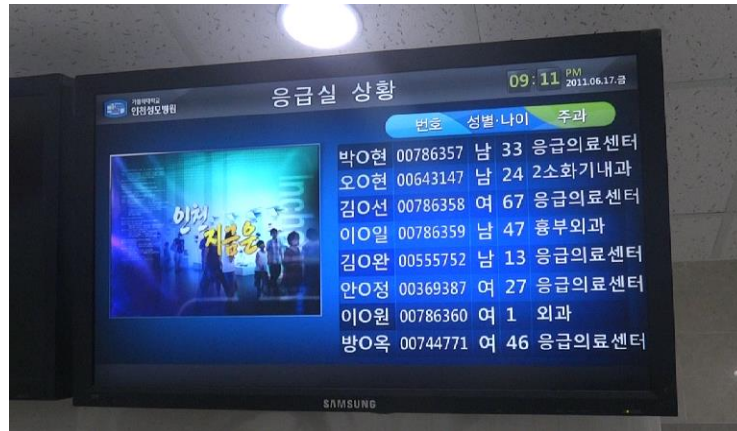 가톨릭대학교
인천성모병원
응급실 상황
09:11 PM
2011.06.17.금
번호 성별·나이 주과
박O현 00786357 남 33 응급의료센터
오O현 00643147 남 24 2소화기내과
김O선 00786358 여 67 응급의료센터
이O일 00786359 남 47 흉부외과
김O완 00555752 남 13 응급의료센터
안O정 00369387 여 27 응급의료센터
이O원 00786360 여 1 외과
방O옥 00744771 여 46 응급의료센터
인천
지금은
SAMSUNG